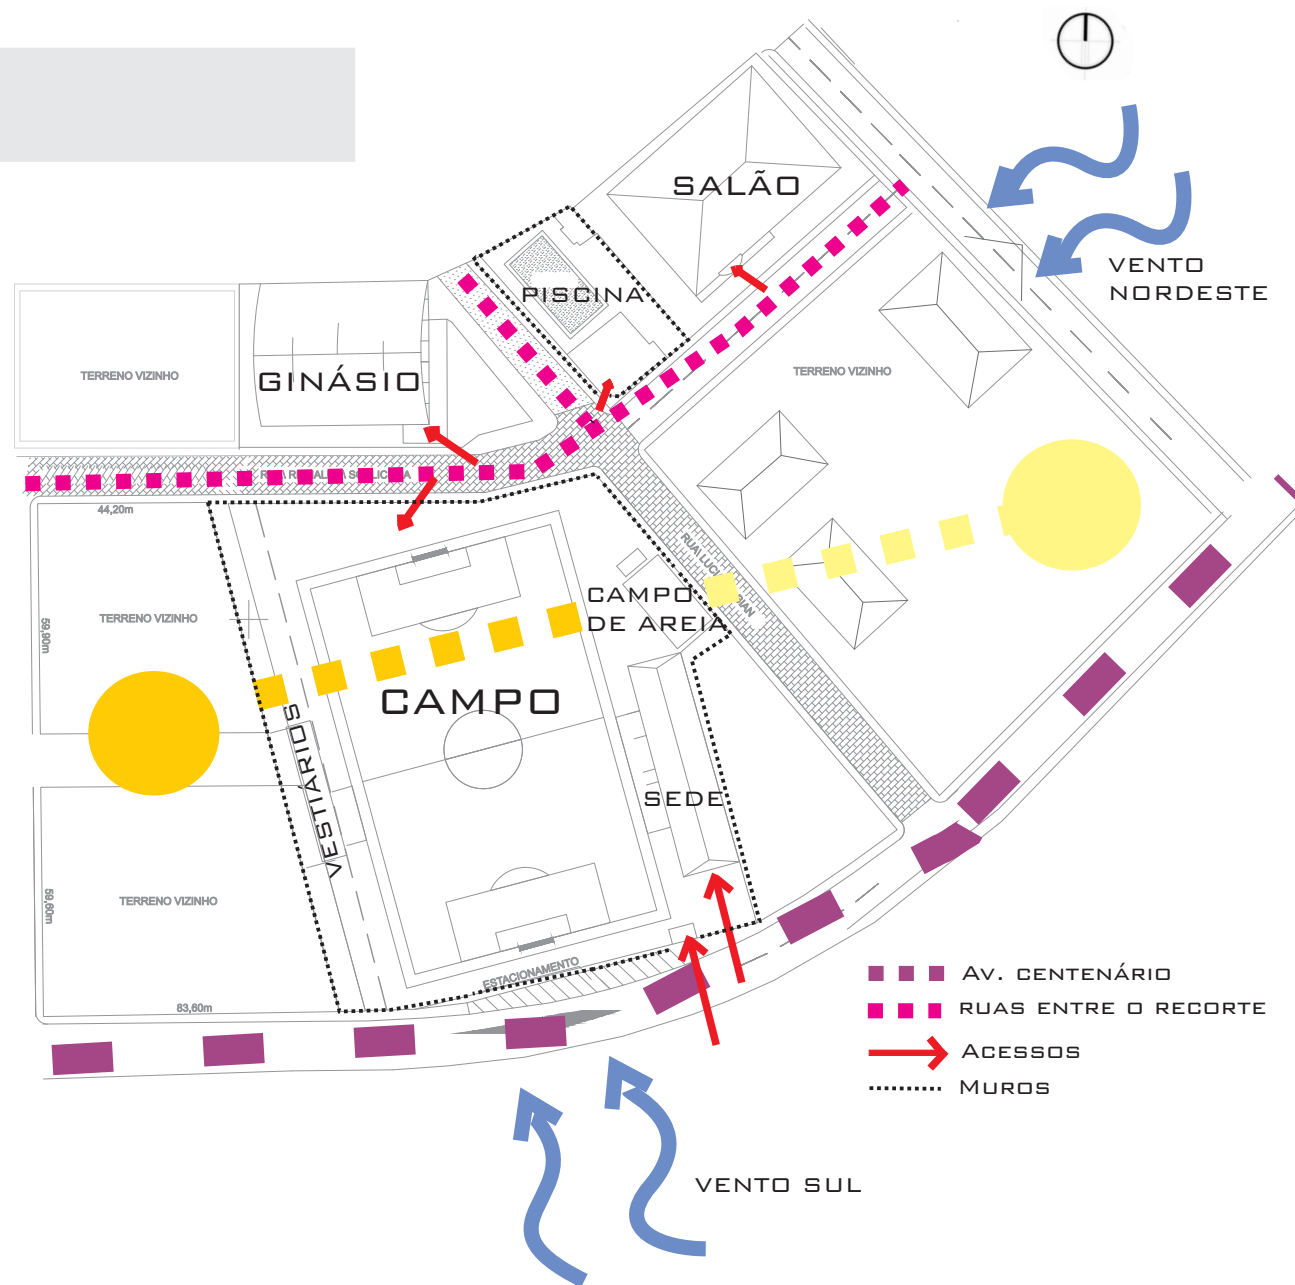 SALÃO
VENTO
NORDESTE
PISCINA
TERRENO VIZINHO
GINÁSIO
TERRENO VIZINHO
44,20m
CAMPO
DE AREIA
TERRENO VIZINHO
59,90m
CAMPO
VESTIÁRIOS
SEDE
TERRENO VIZINHO
59,60m
ESTACIONAMENTO
83,60m
AV. CENTENÁRIO
RUAS ENTRE O RECORTE
ACESSOS
MUROS
VENTO SUL